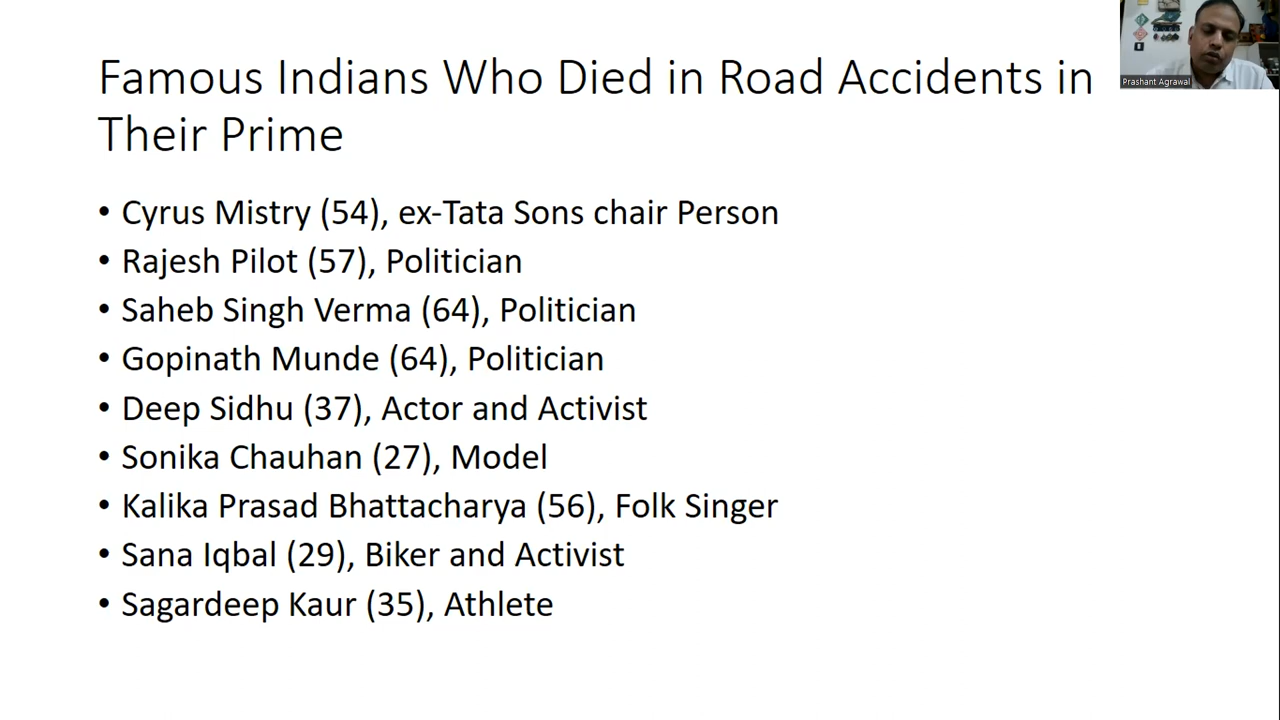 Famous Indians Who Died in Road Accidents in
Their Prime
• Cyrus Mistry (54), ex-Tata Sons chair Person
• Rajesh Pilot (57), Politician
• Saheb Singh Verma (64), Politician
• Gopinath Munde (64), Politician
• Deep Sidhu (37), Actor and Activist
• Sonika Chauhan (27), Model
• Kalika Prasad Bhattacharya (56), Folk Singer
• Sana Iqbal (29), Biker and Activist
• Sagardeep Kaur (35), Athlete
Prashant Agrawal